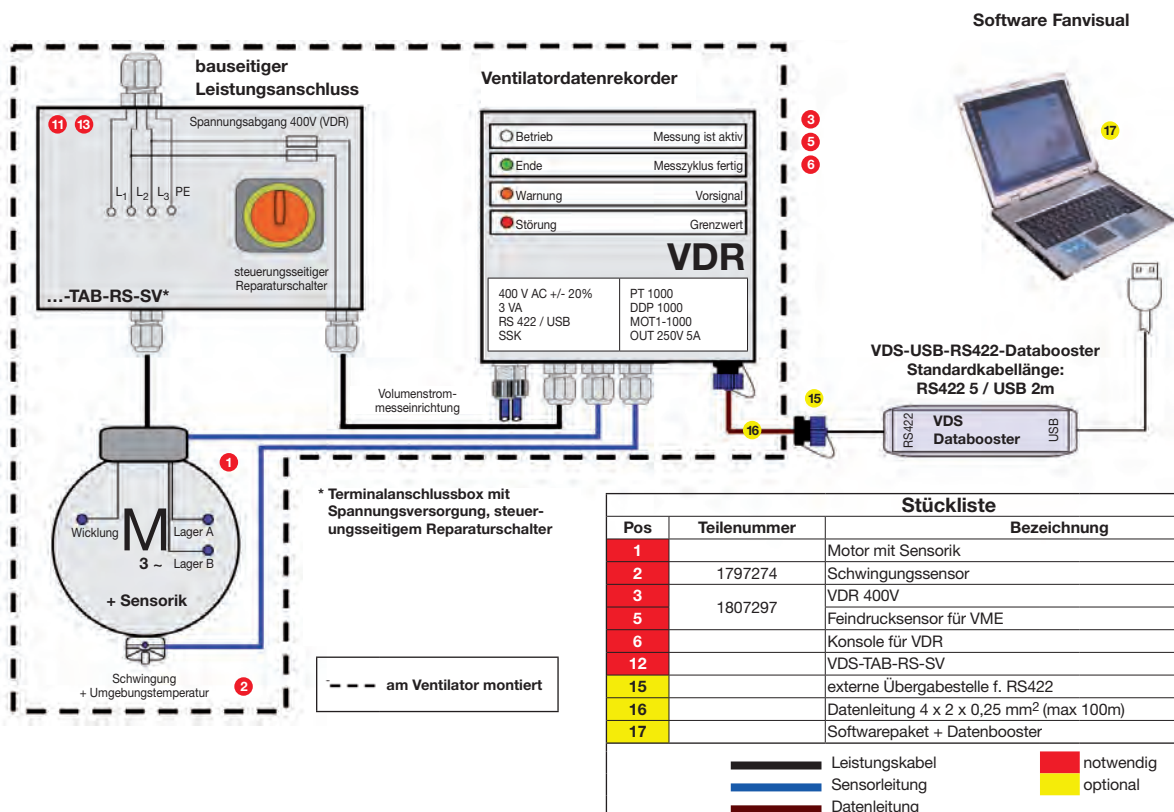 Software Fanvisual
bauseitiger
Leistungsanschluss
11 13
Spannungsabgang 400V (VDR)
L1 L2 L3 PE
steuerungsseitiger
Reparaturschalter
...-TAB-RS-SV*
Ventilatordatenrekorder
Betrieb Messung ist aktiv
Ende Messzyklus fertig
Warnung Vorsignal
Störung Grenzwert
VDR
400 V AC +/- 20%
3 VA
RS 422 / USB
SSK
PT 1000
DDP 1000
MOT1-1000
OUT 250V 5A
3
5
6
17
Volumenstrom-
messeinrichtung
16
15
VDS-USB-RS422-Databooster
Standardkabellänge:
RS422 5 / USB 2m
RS422
VDS
Databooster
USB
1
Wicklung
M
3 ~
Lager A
Lager B
+ Sensorik
Schwingung
+ Umgebungstemperatur
2
* Terminalanschlussbox mit
Spannungsversorgung, steuer-
ungsseitigem Reparaturschalter
am Ventilator montiert
Stückliste
Pos Teilenummer Bezeichnung
1 Motor mit Sensorik
2 1797274 Schwingungssensor
3 1807297 VDR 400V
5 Feindrucksensor für VME
6 Konsole für VDR
12 VDS-TAB-RS-SV
15 externe Übergabestelle f. RS422
16 Datenleitung 4 x 2 x 0,25 mm² (max 100m)
17 Softwarepaket + Datenbooster
Leistungskabel notwendig
Sensorleitung optional
Datenleitung